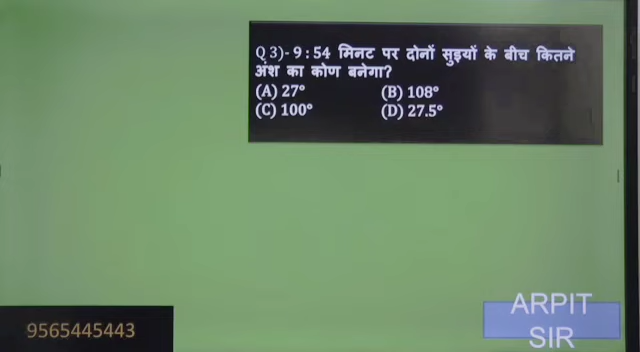 Q 3)- 9 : 54 मिनट पर दोनों सुइयों के बीच कितने
अंश का कोण बनेगा?
(A) 27° (B) 108°
(C) 100° (D) 27.5°
9565445443
ARPIT
SIR